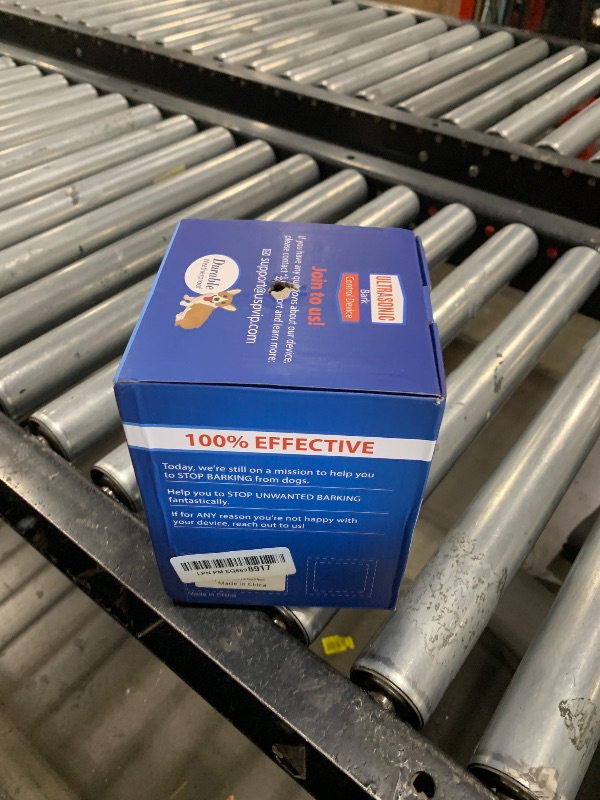 ULTRASONIC
Bark
Control Device
Join to us!
If you have any questions about our device,
please contact and learn more:
support@uspvip.com
Durable
100% EFFECTIVE
Today, we're still on a mission to help you
to STOP BARKING from dogs.
Help you to STOP UNWANTED BARKING
fantastically.
If for ANY reason you're not happy with
your device, reach out to us!
8917
Made in China
Made in China